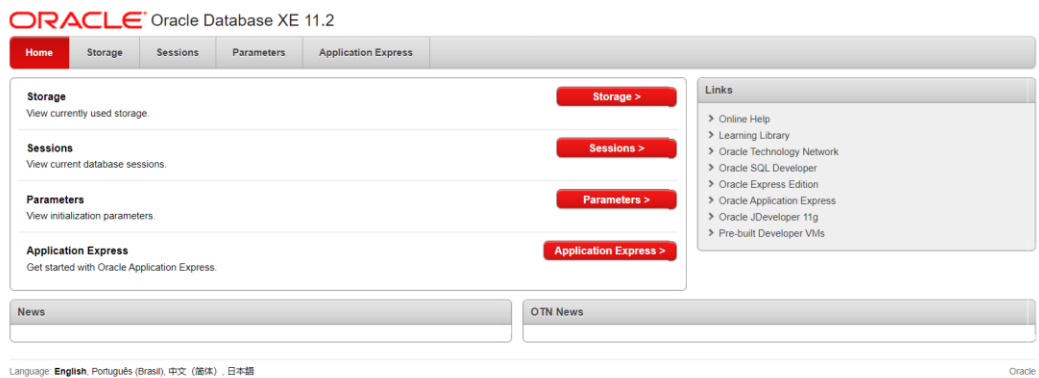 ORACLE Oracle Database XE 11.2
Home Storage Sessions Parameters Application Express
Storage
View currently used storage.
Storage >
Sessions
View current database sessions.
Sessions >
Parameters
View initialization parameters.
Parameters >
Application Express
Get started with Oracle Application Express.
Application Express >
Links
> Online Help
> Learning Library
> Oracle Technology Network
> Oracle SQL Developer
> Oracle Express Edition
> Oracle Application Express
> Oracle JDeveloper 11g
> Pre-built Developer VMs
News
OTN News
Language: English, Português (Brasil), 中文（简体）, 日本語
Oracle